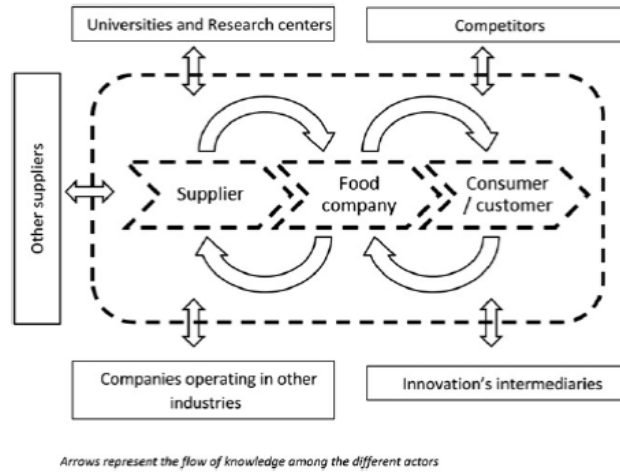 Universities and Research centers
Competitors
Other suppliers
Supplier
Food
company
Consumer
/ customer
Companies operating in other
industries
Innovation's intermediaries
Arrows represent the flow of knowledge among the different actors